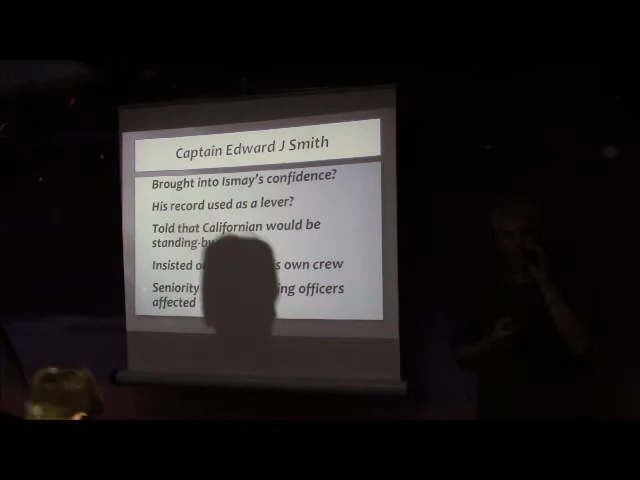 Captain Edward J Smith
Brought into Ismay's confidence?
His record used as a lever?
Told that Californian would be
standing-b
Insisted o is own crew
Seniority ing officers
affected